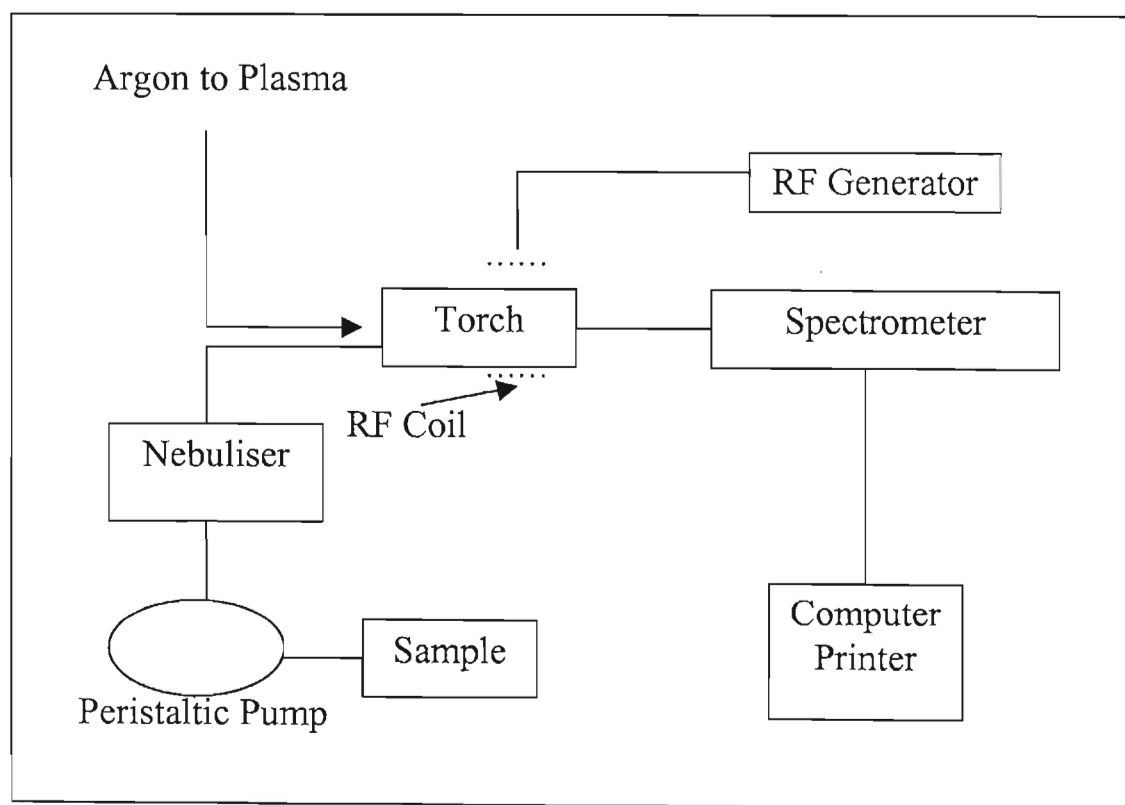 Argon to Plasma
RF Generator
Torch
Spectrometer
RF Coil
Nebuliser
Computer
Printer
Sample
Peristaltic Pump